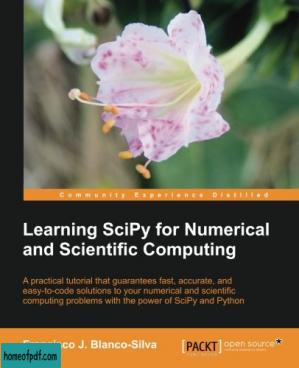 Community Experience Distilled
Learning SciPy for Numerical
and Scientific Computing
A practical tutorial that guarantees fast, accurate, and
easy-to-code solutions to your numerical and scientific
computing problems with the power of SciPy and Python
Francisco J. Blanco-Silva
PACKT
PUBLISHING
open source*
homeofpdf.com